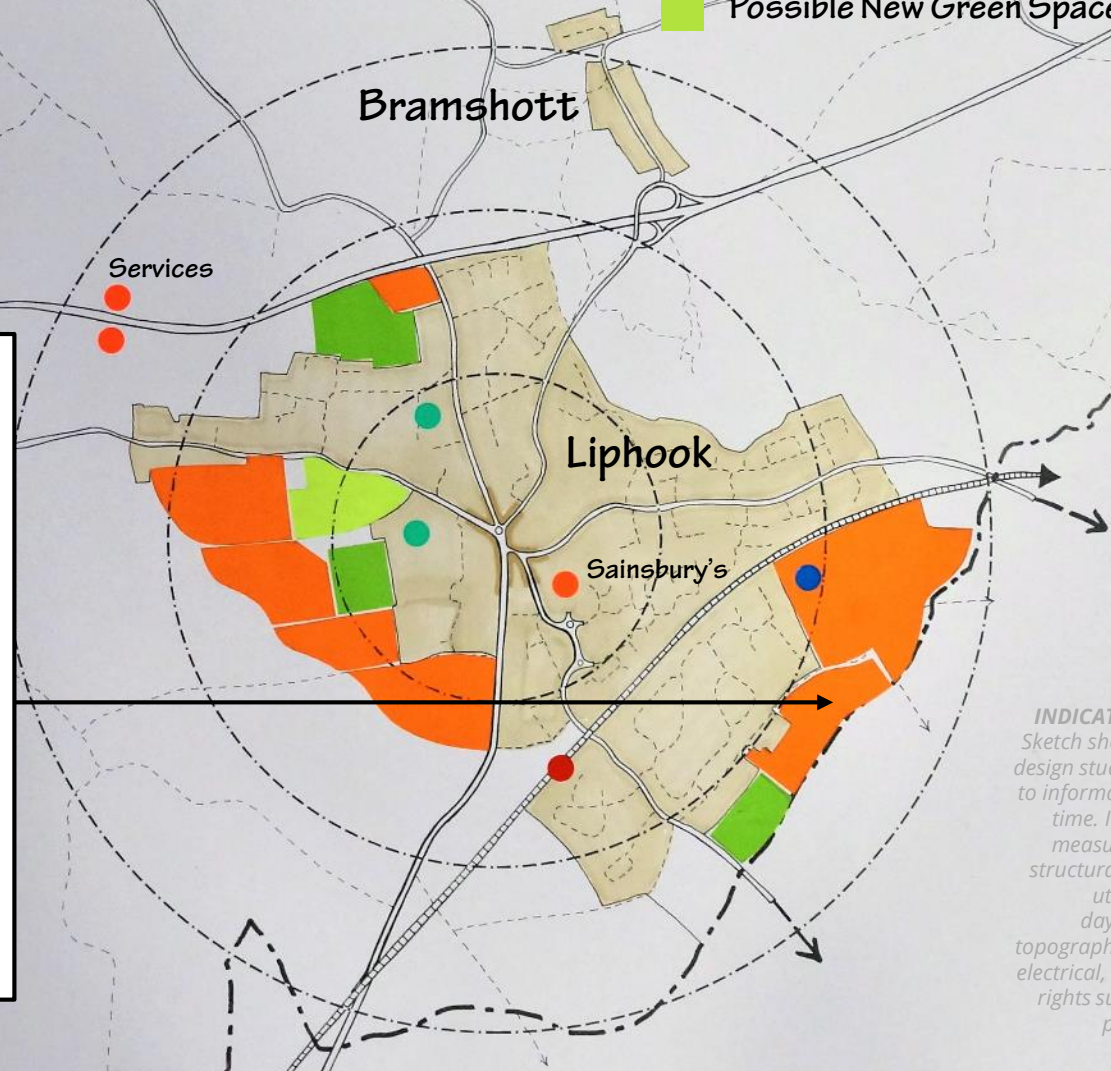 Possible New Green Space
Bramshott
Services
Liphook
Sainsbury's
INDICAT
Sketch sh
design stu
to inform
time. I
measu
structur
ut
day
topograph
electrical,
rights su
p